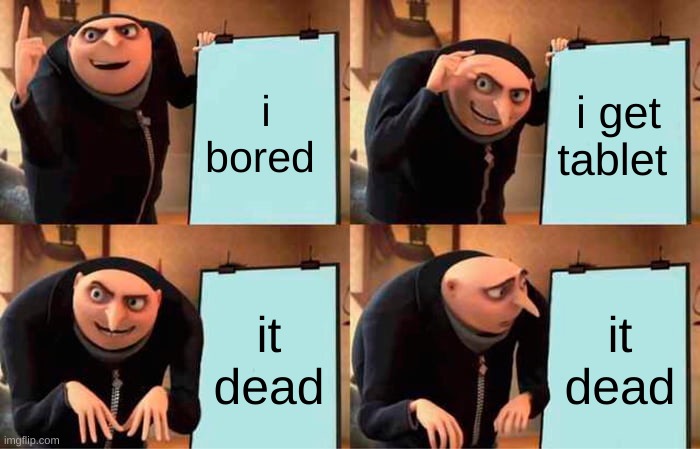 i
bored
i get
tablet
it
dead
it
dead
imgflip.com